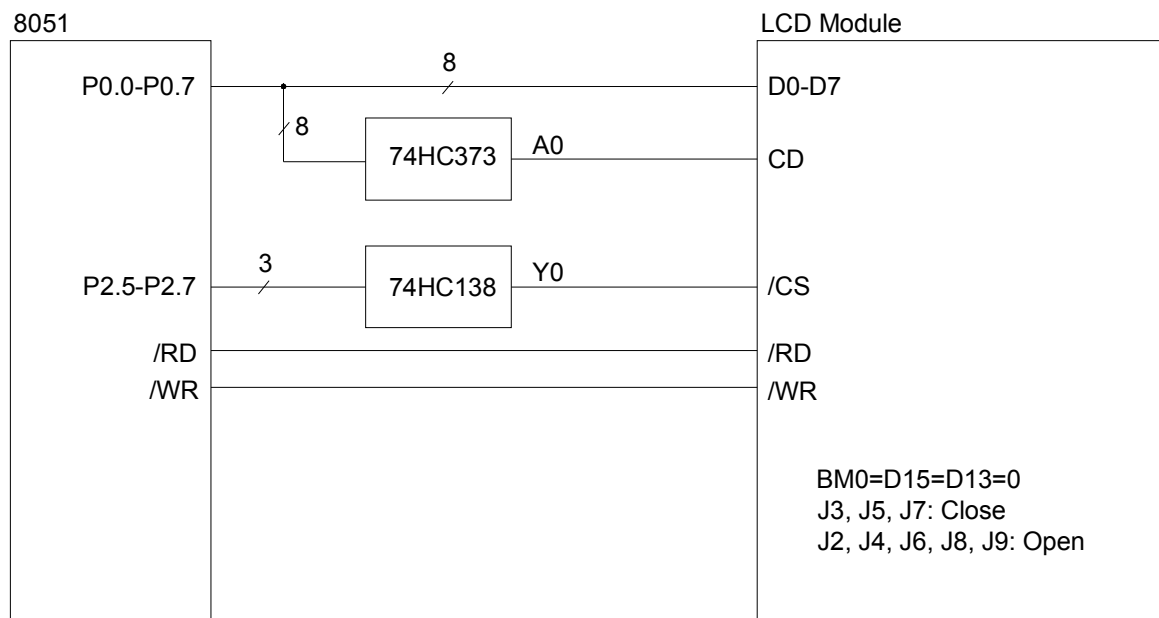 8051
LCD Module
P0.0-P0.7
8
D0-D7
8
74HC373
A0
CD
P2.5-P2.7
3
74HC138
Y0
/CS
/RD
/RD
/WR
/WR
BM0=D15=D13=0
J3, J5, J7: Close
J2, J4, J6, J8, J9: Open